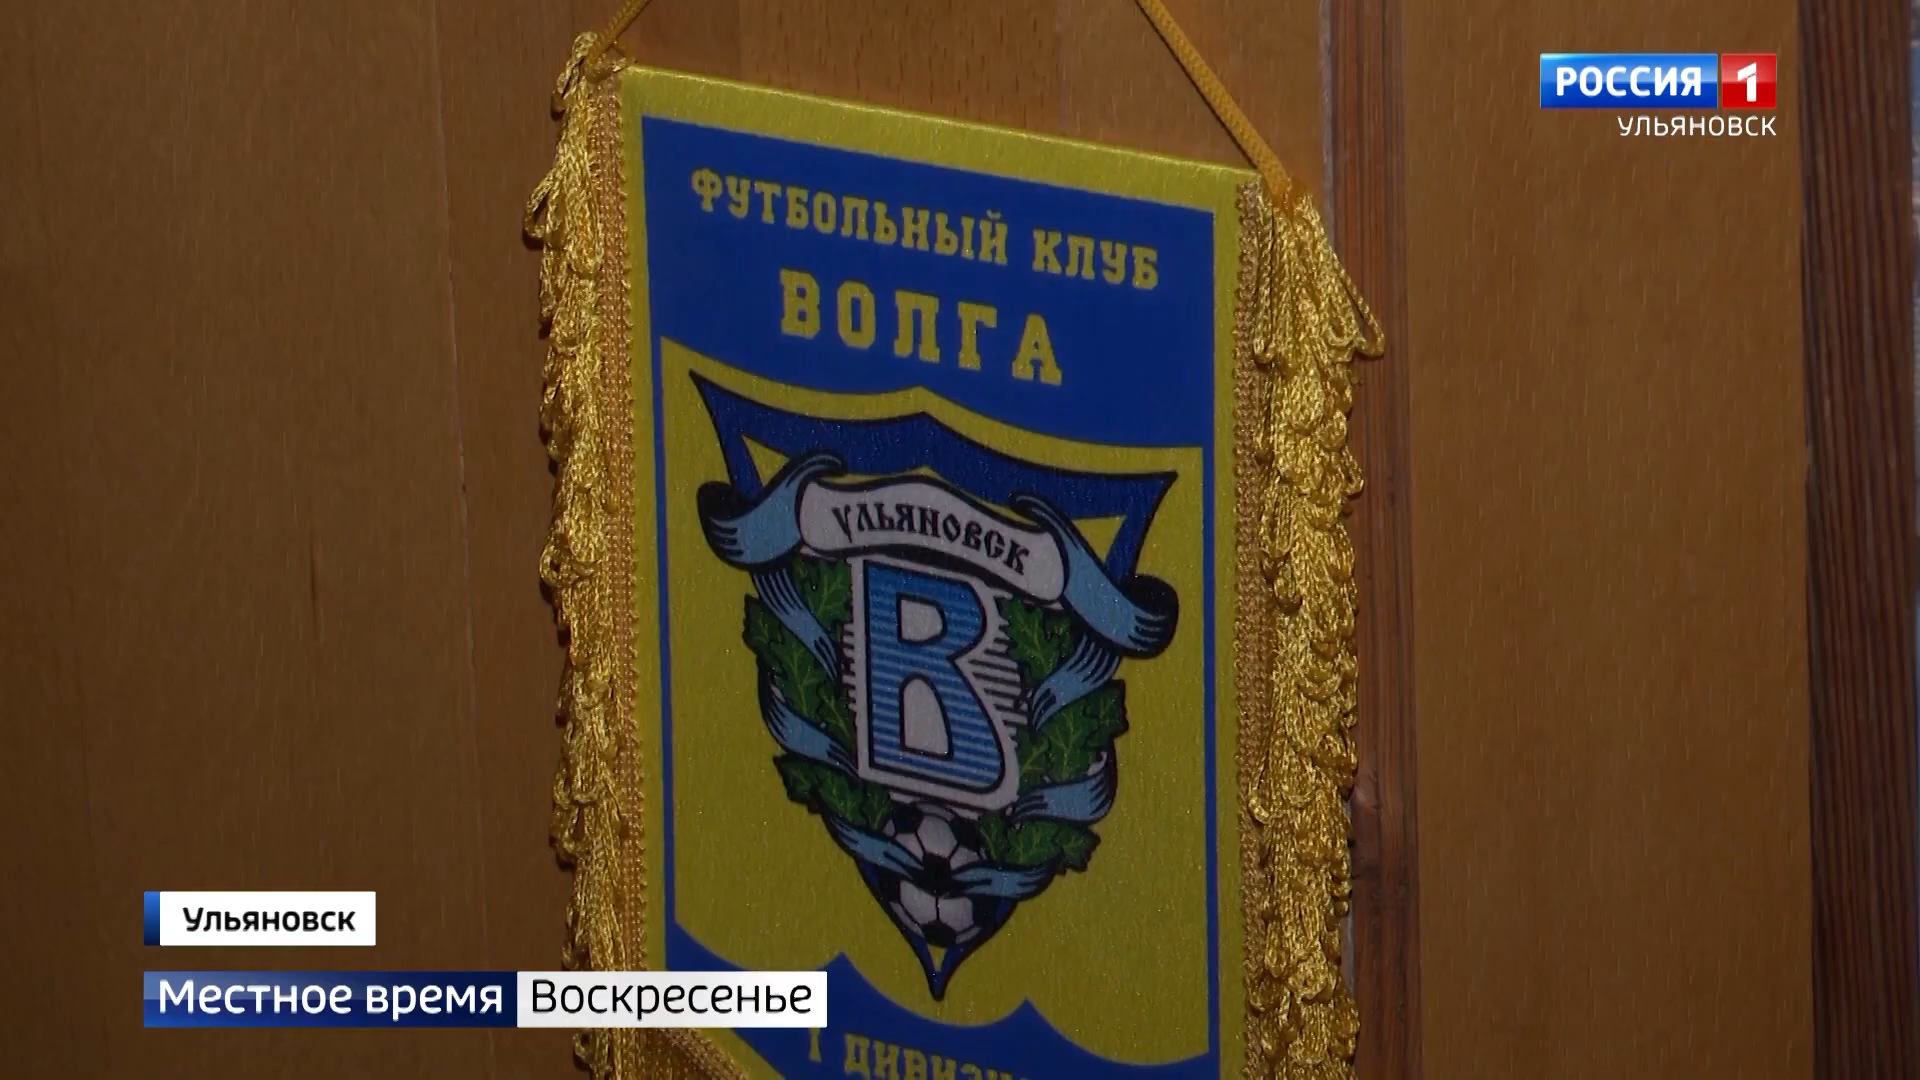 РОССИЯ 1
УЛЬЯНОВСК
ФУТБОЛЬНЫЙ КЛУБ
ВОЛГА
УЛЬЯНОВСК
В
Ульяновск
Местное время Воскресенье